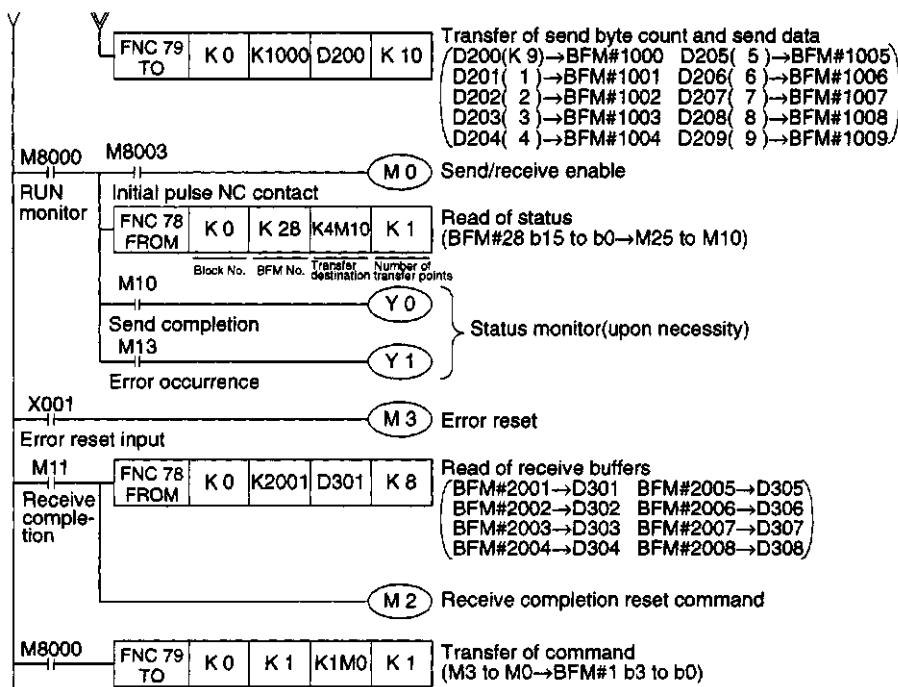 FNC 79 TO K 0 K1000 D200 K 10
Transfer of send byte count and send data
D200(K 9)→BFM#1000 D205( 5 )→BFM#1005
D201( 1 )→BFM#1001 D206( 6 )→BFM#1006
D202( 2 )→BFM#1002 D207( 7 )→BFM#1007
D203( 3 )→BFM#1003 D208( 8 )→BFM#1008
D204( 4 )→BFM#1004 D209( 9 )→BFM#1009
M8000 M8003
M 0 Send/receive enable
RUN monitor
Initial pulse NC contact
FNC 78 FROM K 0 K 28 K4M10 K 1
Read of status
(BFM#28 b15 to b0→M25 to M10)
Block No. BFM No. Transfer destination Number of transfer points
M10
Y 0
Send completion
Status monitor(upon necessity)
M13
Y 1
Error occurrence
X001
M 3 Error reset
Error reset input
M11
FNC 78 FROM K 0 K2001 D301 K 8
Receive comple-
tion
Read of receive buffers
BFM#2001→D301 BFM#2005→D305
BFM#2002→D302 BFM#2006→D306
BFM#2003→D303 BFM#2007→D307
BFM#2004→D304 BFM#2008→D308
M 2 Receive completion reset command
M8000
FNC 79 TO K 0 K 1 K1M0 K 1
Transfer of command
(M3 to M0→BFM#1 b3 to b0)